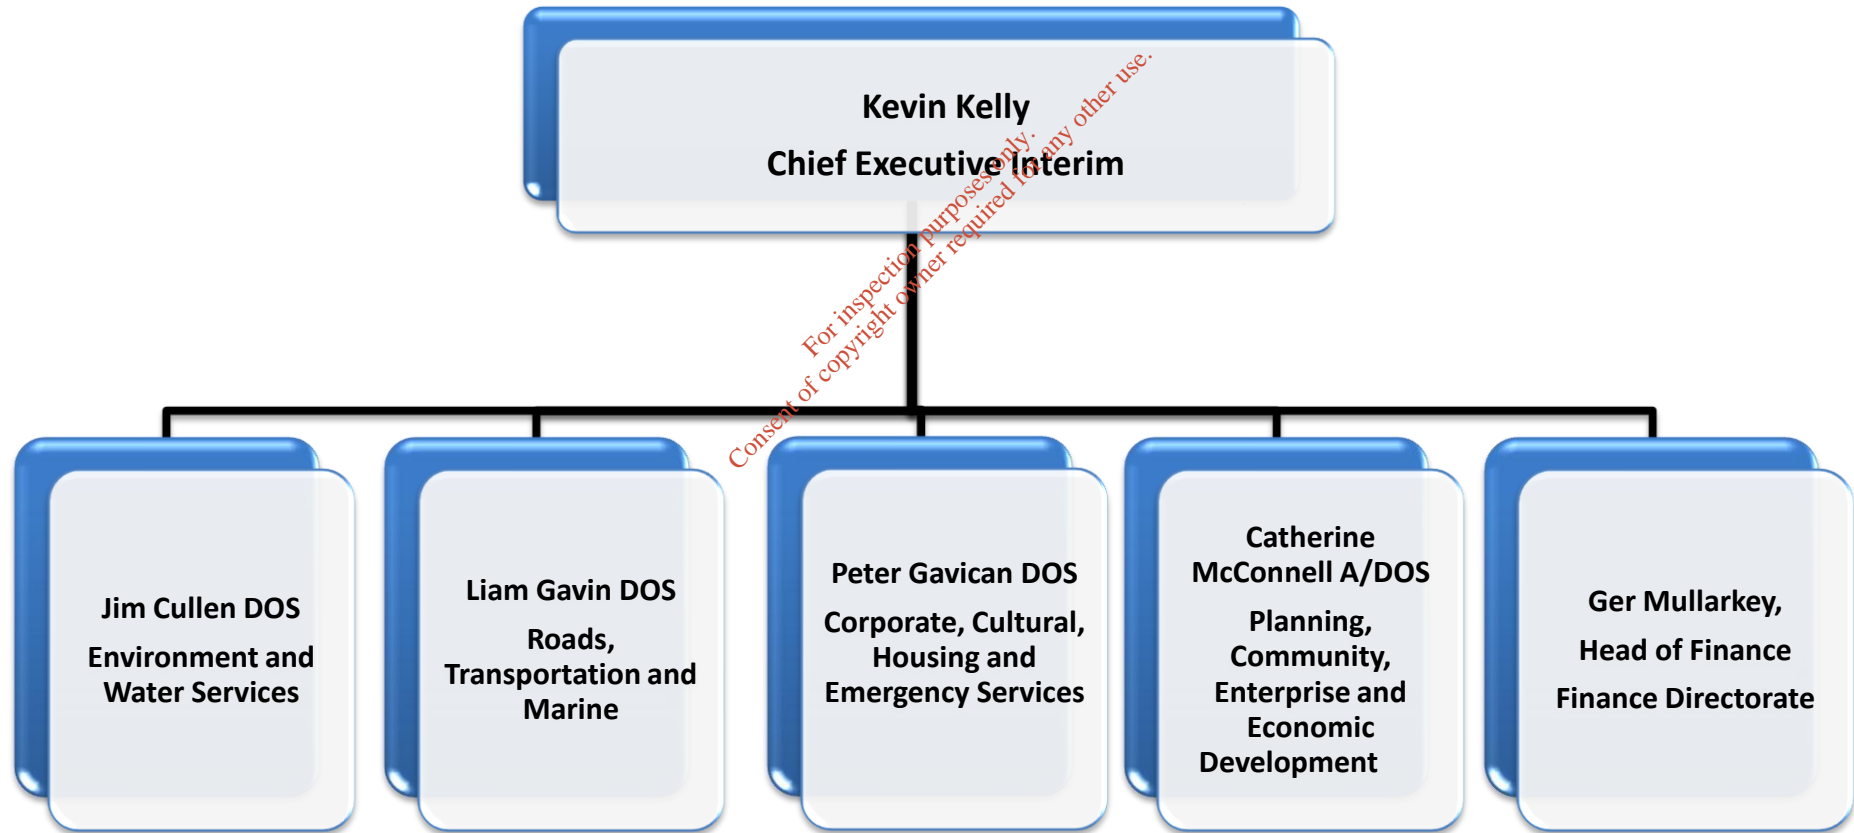 Kevin Kelly
Chief Executive Interim
For inspection purposes only.
Consent of copyright owner required for any other use.
Jim Cullen DOS
Environment and
Water Services
Liam Gavin DOS
Roads,
Transportation and
Marine
Peter Gavican DOS
Corporate, Cultural,
Housing and
Emergency Services
Catherine
McConnell A/DOS
Planning,
Community,
Enterprise and
Economic
Development
Ger Mullarkey,
Head of Finance
Finance Directorate